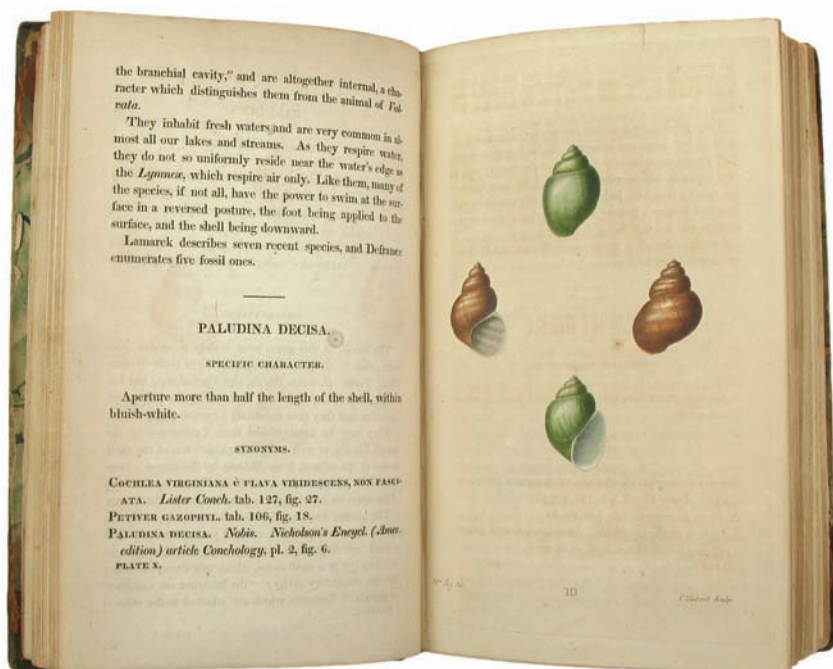 the branchial cavity," and are altogether internal, a cha-
racter which distinguishes them from the animal of Val-
vata.
They inhabit fresh waters and are very common in al-
most all our lakes and streams. As they respire water,
they do not so uniformly reside near the water's edge as
the Lymneæ, which respire air only. Like them, many of
the species, if not all, have the power to swim at the sur-
face in a reversed posture, the foot being applied to the
surface, and the shell being downward.
Lamarck describes seven recent species, and Defrance
enumerates five fossil ones.
PALUDINA DECISA.
SPECIFIC CHARACTER.
Aperture more than half the length of the shell, within
bluish-white.
SYNONYMS.
COCHLEA VIRGINIANA è FLAVA VIRIDESCENS, NON FASCI-
ATA. Lister Conch. tab. 127, fig. 27.
PETIVER GAZOPHYL. tab. 106, fig. 18.
PALUDINA DECISA. Nobis. Nicholson's Encycl. (Amer.
edition) article Conchology, pl. 2, fig. 6.
PLATE X.
10